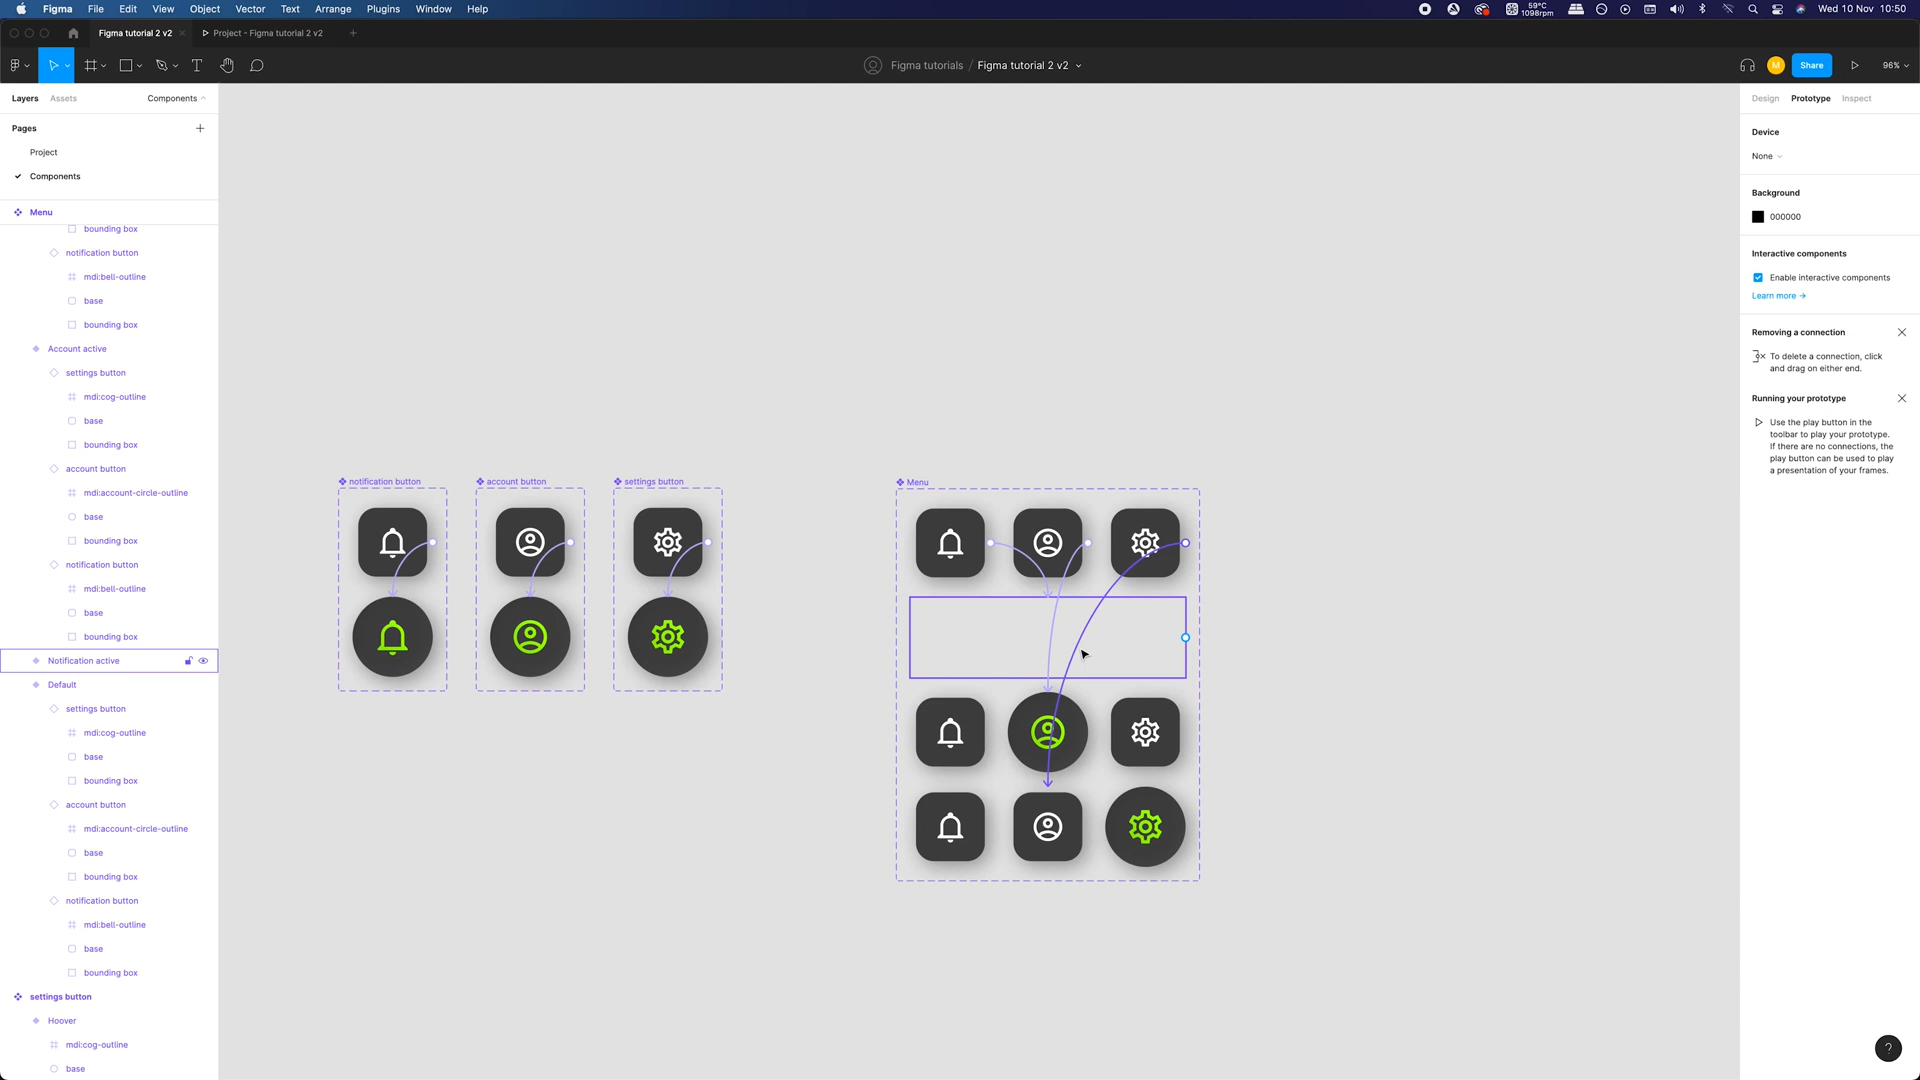 Figma File Edit View Object Vector Text Arrange Plugins Window Help
59°C
1098rpm
Wed 10 Nov 10:50
Figma tutorial 2 v2
Project - Figma tutorial 2 v2
Figma tutorials / Figma tutorial 2 v2
M
Share
96%
Layers Assets Components
Pages
Project
Components
Menu
bounding box
notification button
mdi:bell-outline
base
bounding box
Account active
settings button
mdi:cog-outline
base
bounding box
account button
mdi:account-circle-outline
base
bounding box
notification button
mdi:bell-outline
base
bounding box
Notification active
Default
settings button
mdi:cog-outline
base
bounding box
account button
mdi:account-circle-outline
base
bounding box
notification button
mdi:bell-outline
base
bounding box
settings button
Hoover
mdi:cog-outline
base
notification button
account button
settings button
Menu
Design Prototype Inspect
Device
None
Background
000000
Interactive components
Enable interactive components
Learn more →
Removing a connection
To delete a connection, click
and drag on either end.
Running your prototype
Use the play button in the
toolbar to play your prototype.
If there are no connections, the
play button can be used to play
a presentation of your frames.
?